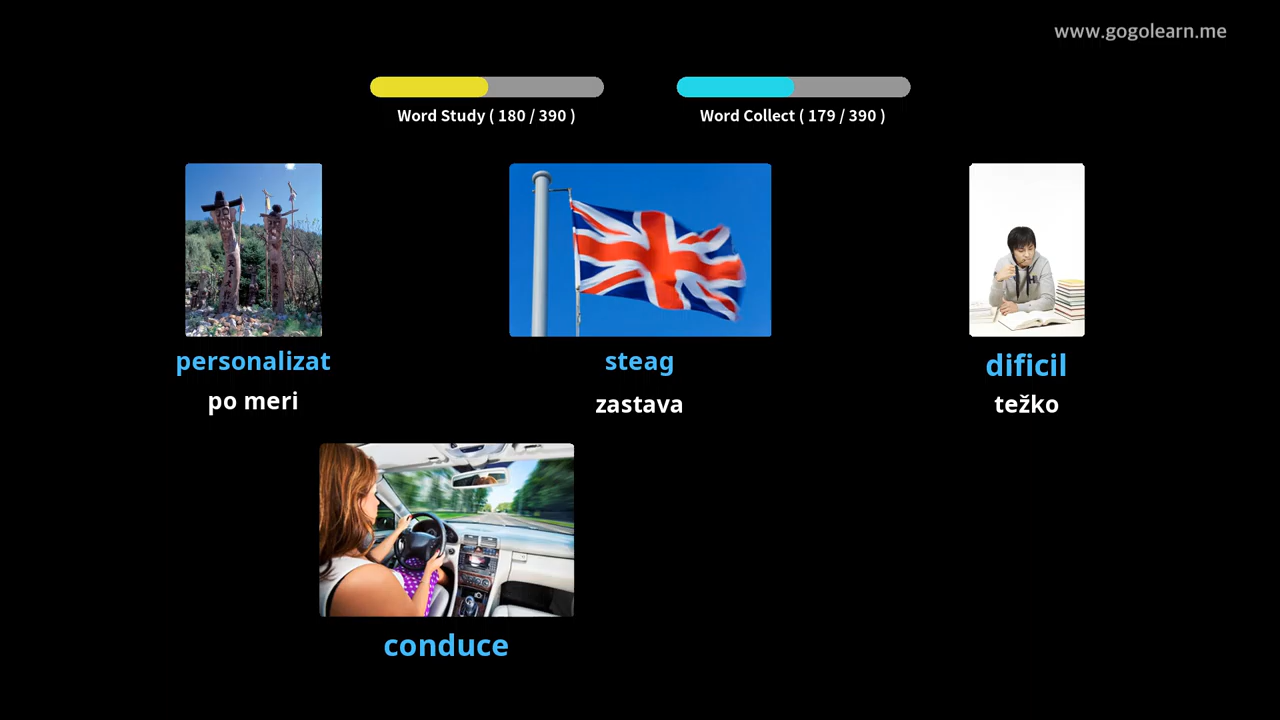 www.gogolearn.me
Word Study ( 180 / 390 )
Word Collect ( 179 / 390 )
personalizat
steag
dificil
po meri
zastava
težko
conduce